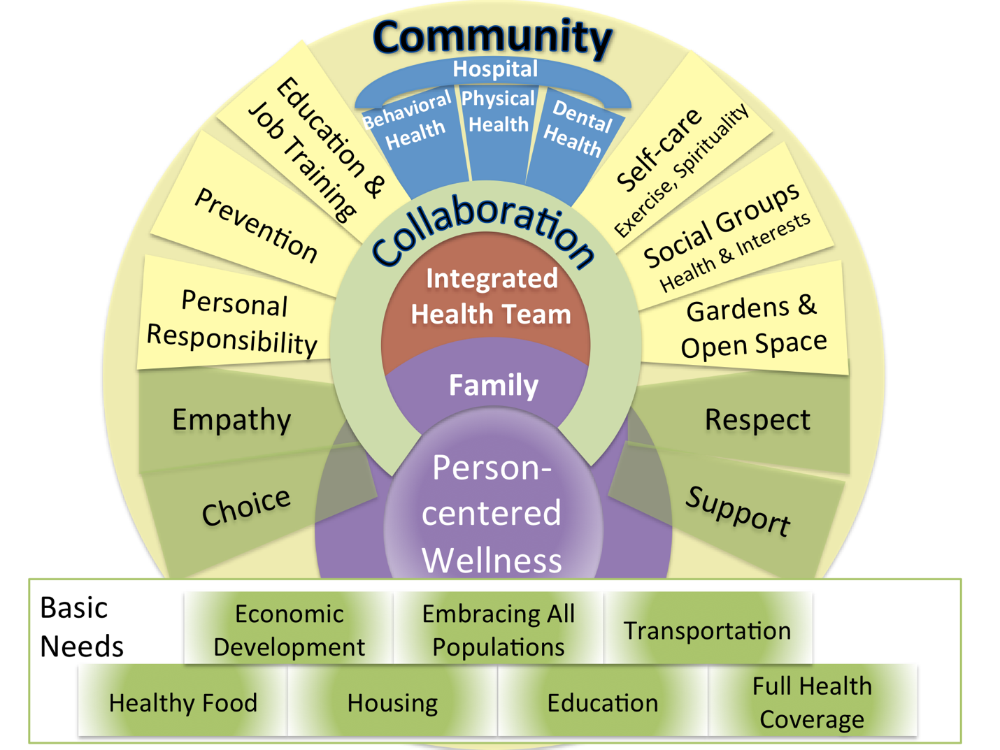 Community
Hospital
Behavioral
Health
Physical
Health
Dental
Health
Education &
Job Training
Prevention
Personal
Responsibility
Empathy
Choice
Self-care
Exercise, Spirituality
Social Groups
Health & Interests
Gardens &
Open Space
Respect
Support
Collaboration
Integrated
Health Team
Family
Person-
centered
Wellness
Basic
Needs
Economic
Development
Embracing All
Populations
Transportation
Healthy Food
Housing
Education
Full Health
Coverage